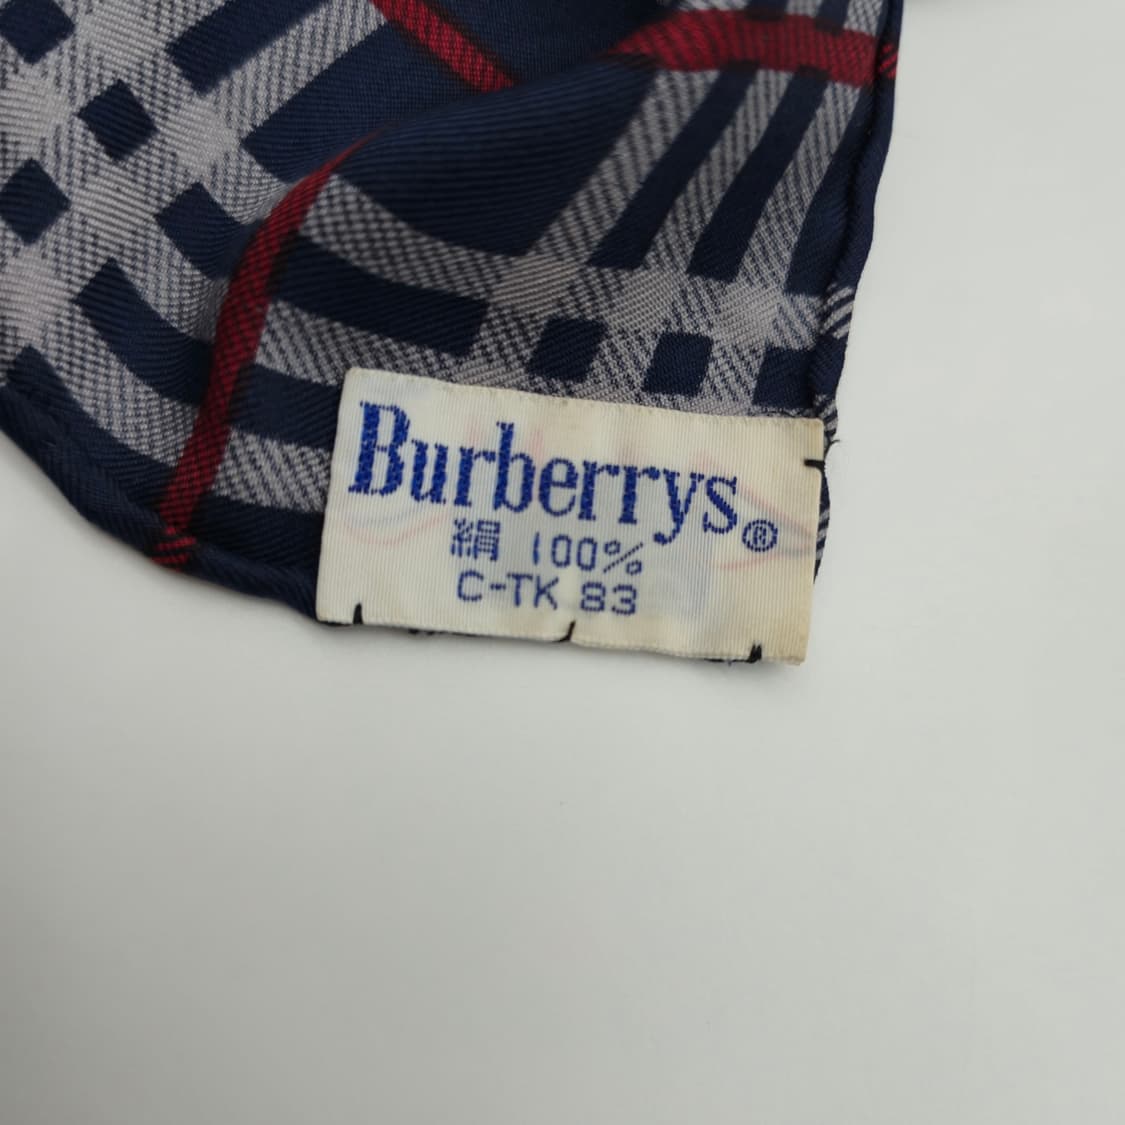 Burberrys®
絹 100%
C-TK 83